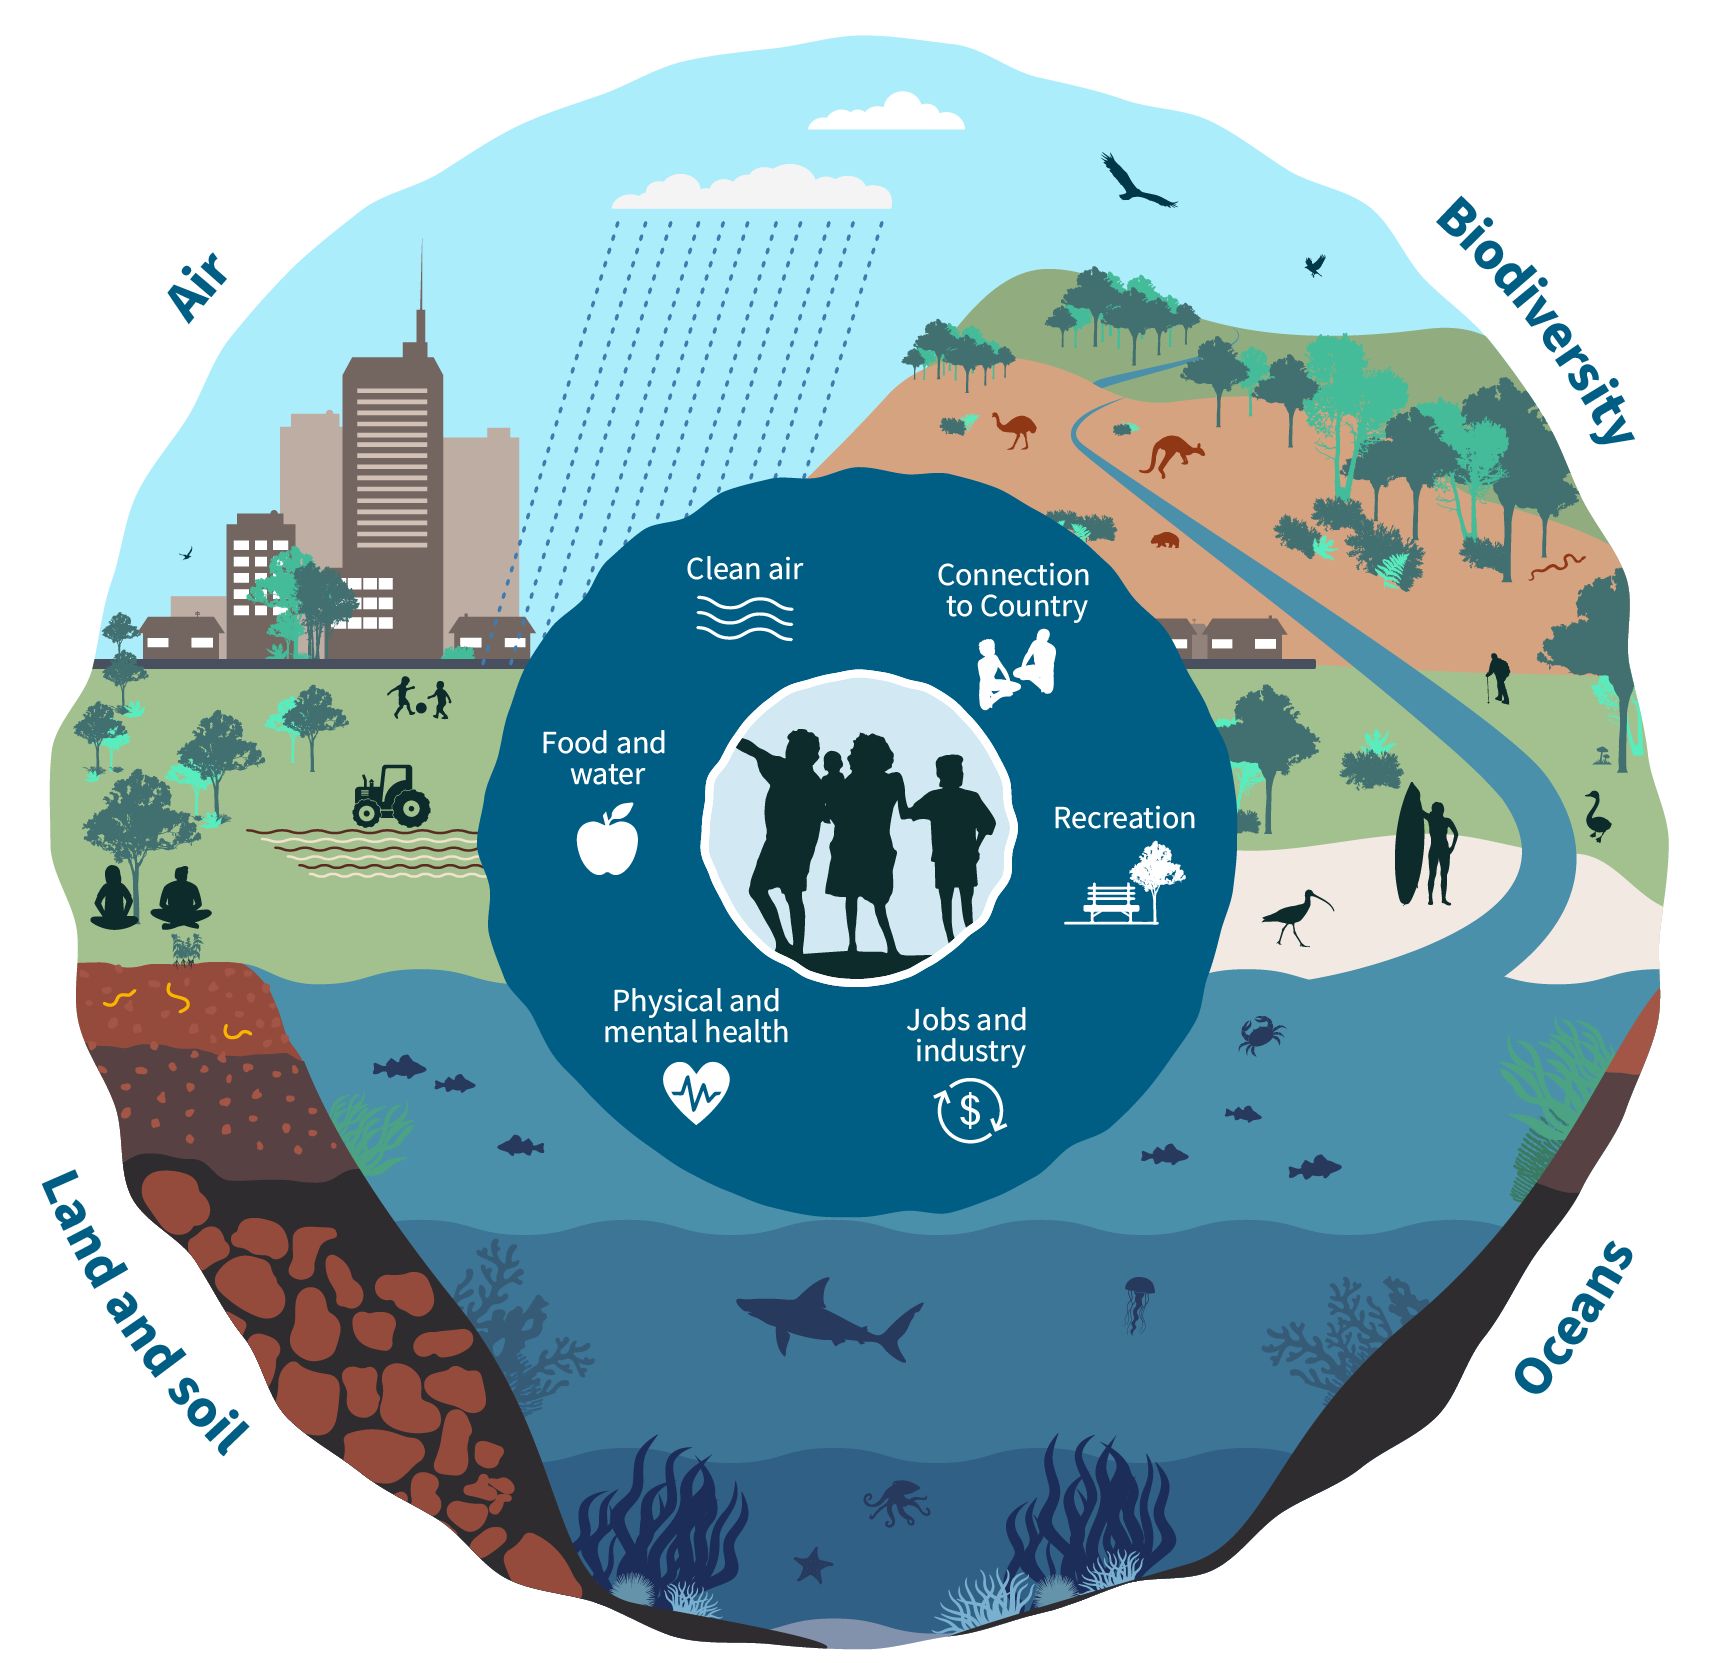 Air
Biodiversity
Clean air
Connection
to Country
Food and
water
Recreation
Physical and
mental health
Jobs and
industry
$
Land and soil
Oceans